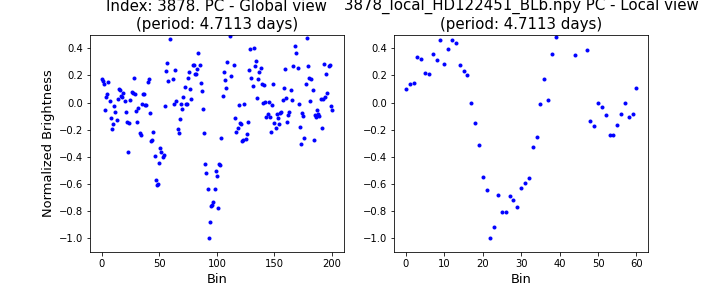 Index: 3878. PC - Global view
(period: 4.7113 days)
3878_local_HD122451_BLb.npy PC - Local view
(period: 4.7113 days)
Normalized Brightness
0.4
0.2
0.0
−0.2
−0.4
−0.6
−0.8
−1.0
0 50 100 150 200
Bin
0.4
0.2
0.0
−0.2
−0.4
−0.6
−0.8
−1.0
0 10 20 30 40 50 60
Bin